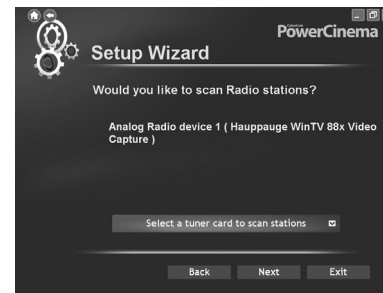 CyberLink
PowerCinema
Setup Wizard
Would you like to scan Radio stations?
Analog Radio device 1 ( Hauppauge WinTV 88x Video
Capture )
Select a tuner card to scan stations
Back Next Exit